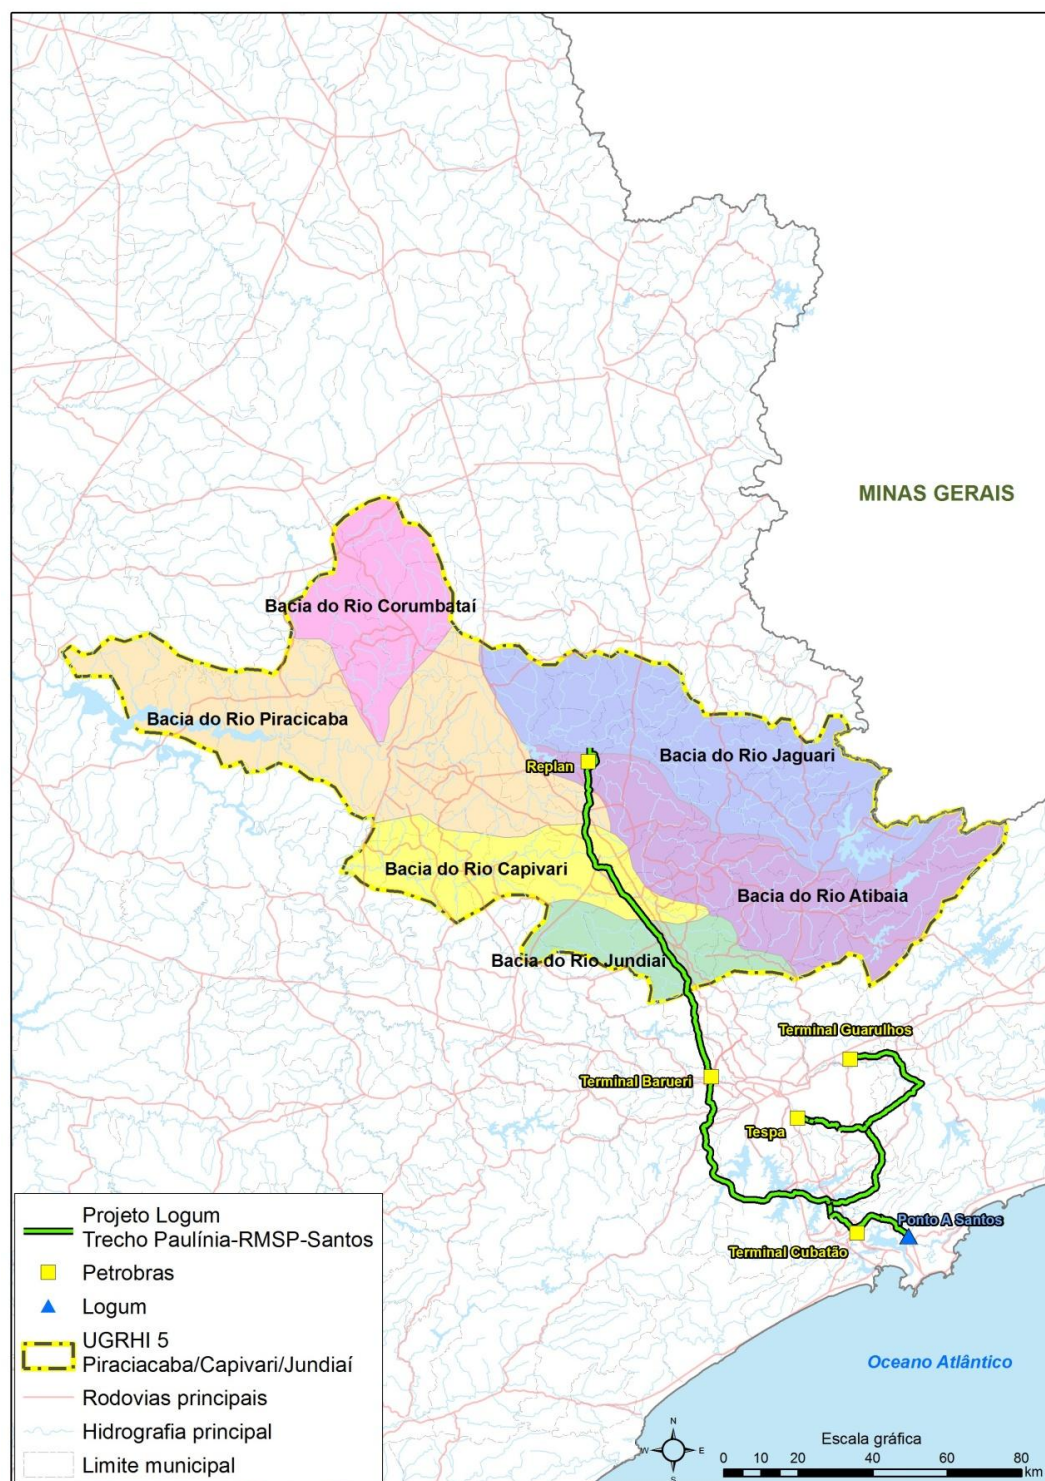 MINAS GERAIS
Bacia do Rio Corumbataí
Bacia do Rio Piracicaba
Bacia do Rio Jaguari
Replan
Bacia do Rio Capivari
Bacia do Rio Atibaia
Bacia do Rio Jundiaí
Terminal Guarulhos
Terminal Barueri
Tespa
Ponto A Santos
Terminal Cubatão
Oceano Atlântico
Projeto Logum
Trecho Paulínia-RMSP-Santos
Petrobras
Logum
UGRHI 5
Piraciacaba/Capivari/Jundiaí
Rodovias principais
Hidrografia principal
Limite municipal
N
W E
S
Escala gráfica
0 10 20 40 60 80
km